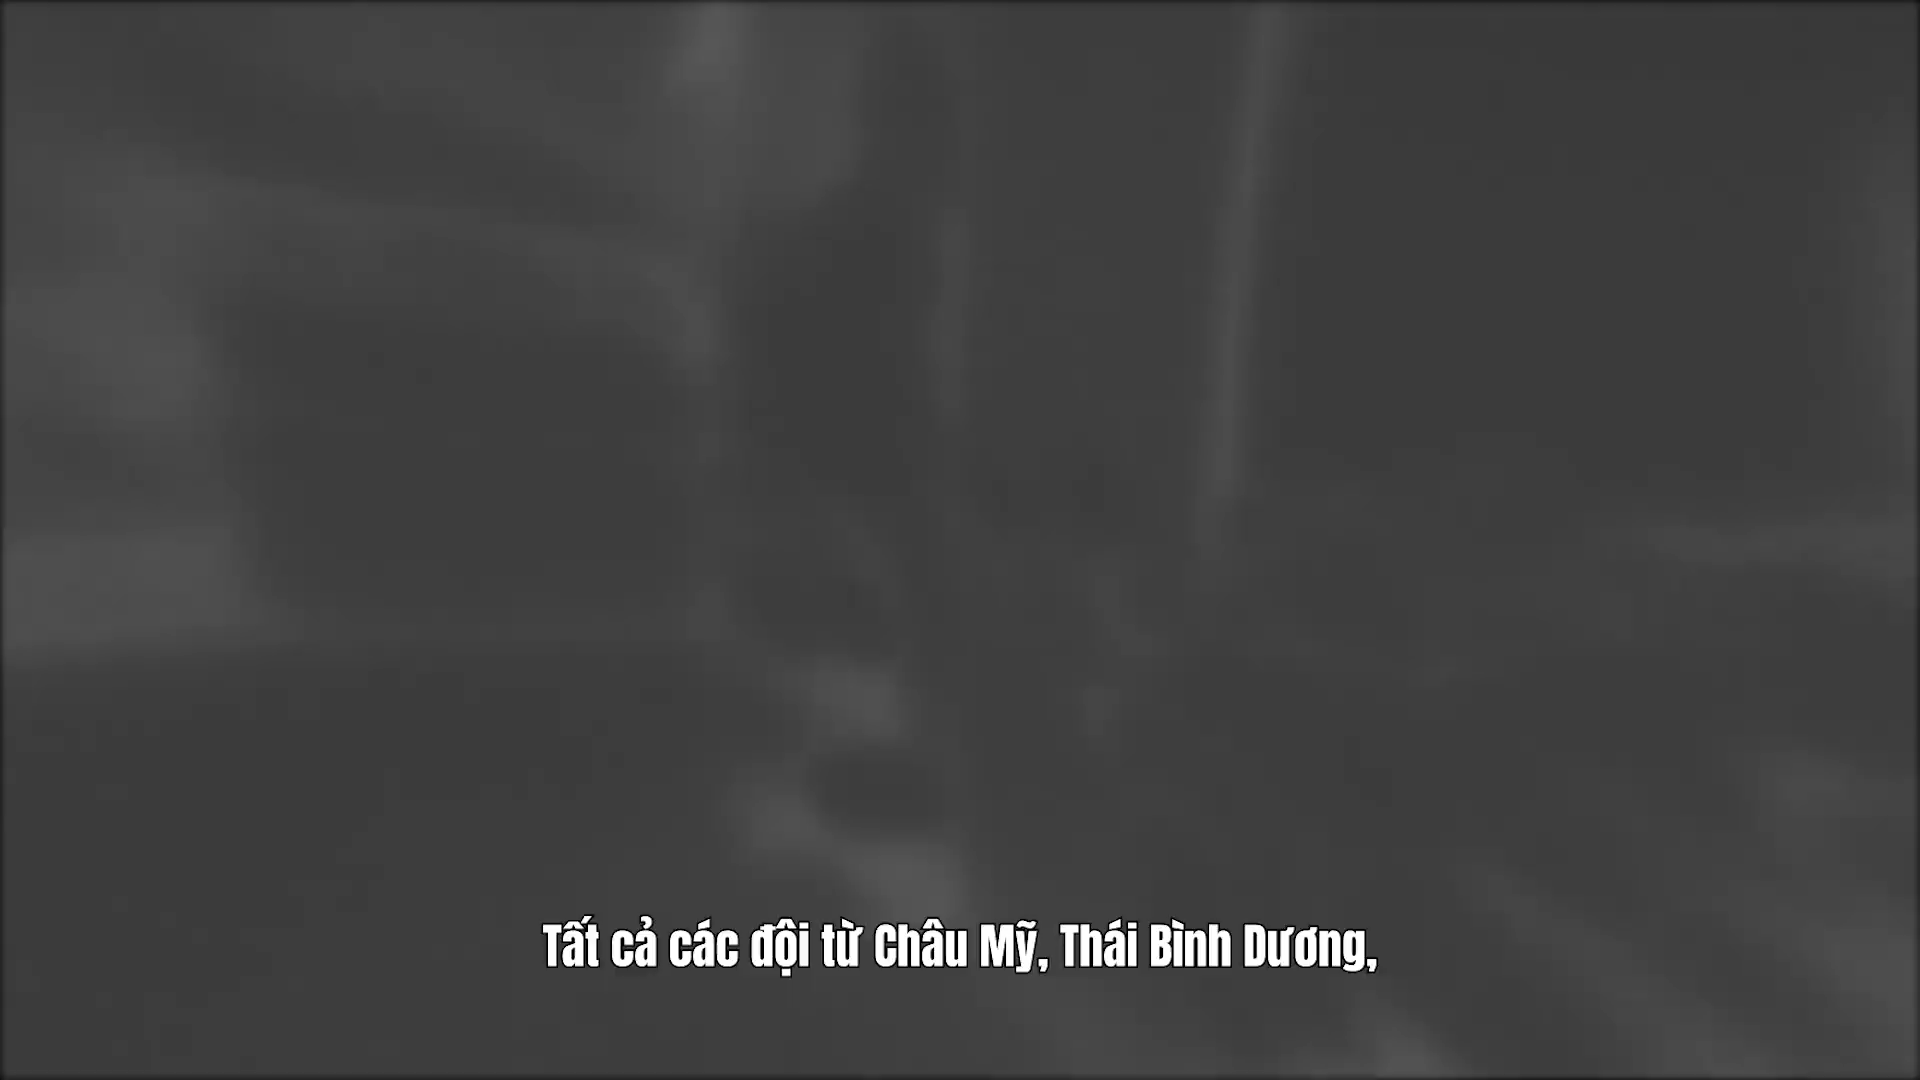 Tất cả các đội từ Châu Mỹ, Thái Bình Dương,